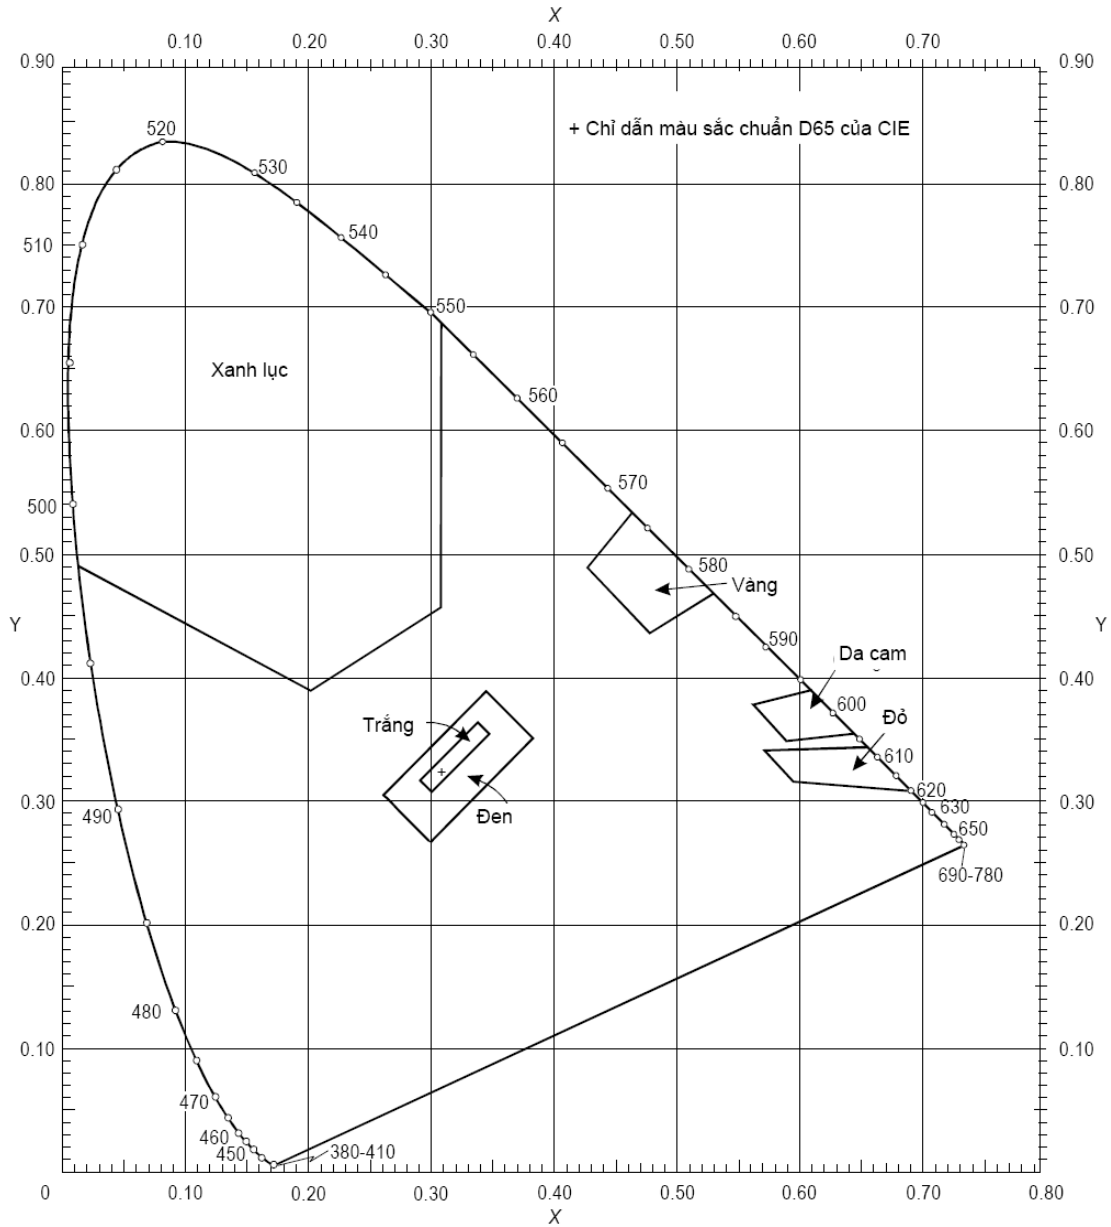 X
0.10 0.20 0.30 0.40 0.50 0.60 0.70
0.90 0.90
+ Chỉ dẫn màu sắc chuẩn D65 của CIE
520
530
0.80 0.80
540
510
550
0.70 0.70
Xanh lục
560
0.60 0.60
570
500
0.50 0.50
580
Vàng
590
Y Y
Da cam
0.40 0.40
600
Đỏ
Trắng
610
620
0.30 0.30
630
490
Đen
650
690-780
0.20 0.20
480
0.10 0.10
470
460
450
380-410
0 0.10 0.20 0.30 0.40 0.50 0.60 0.70 0.80
X